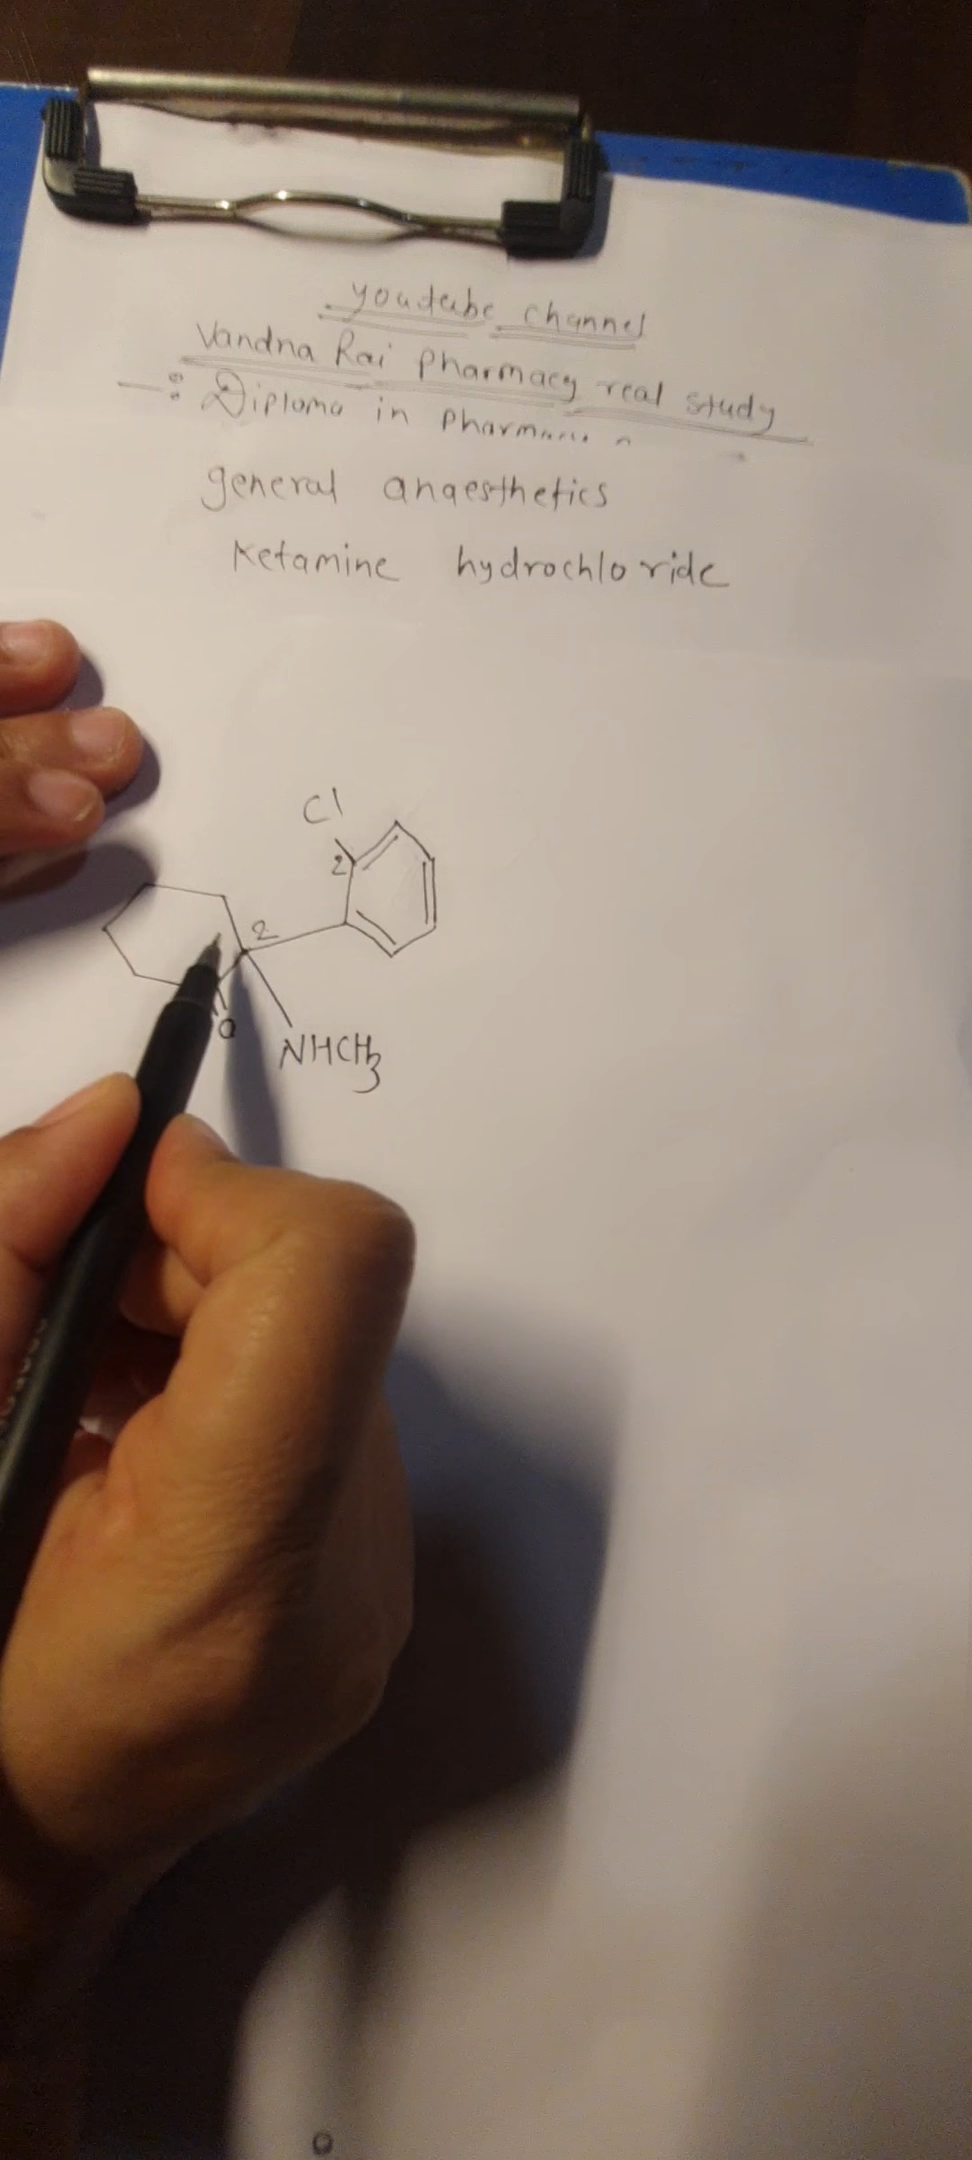 youtube channel
Vandna Rai pharmacy real study
—: Diploma in
general anaesthetics
Ketamine hydrochloride
Cl
2
2
O
NHCH3